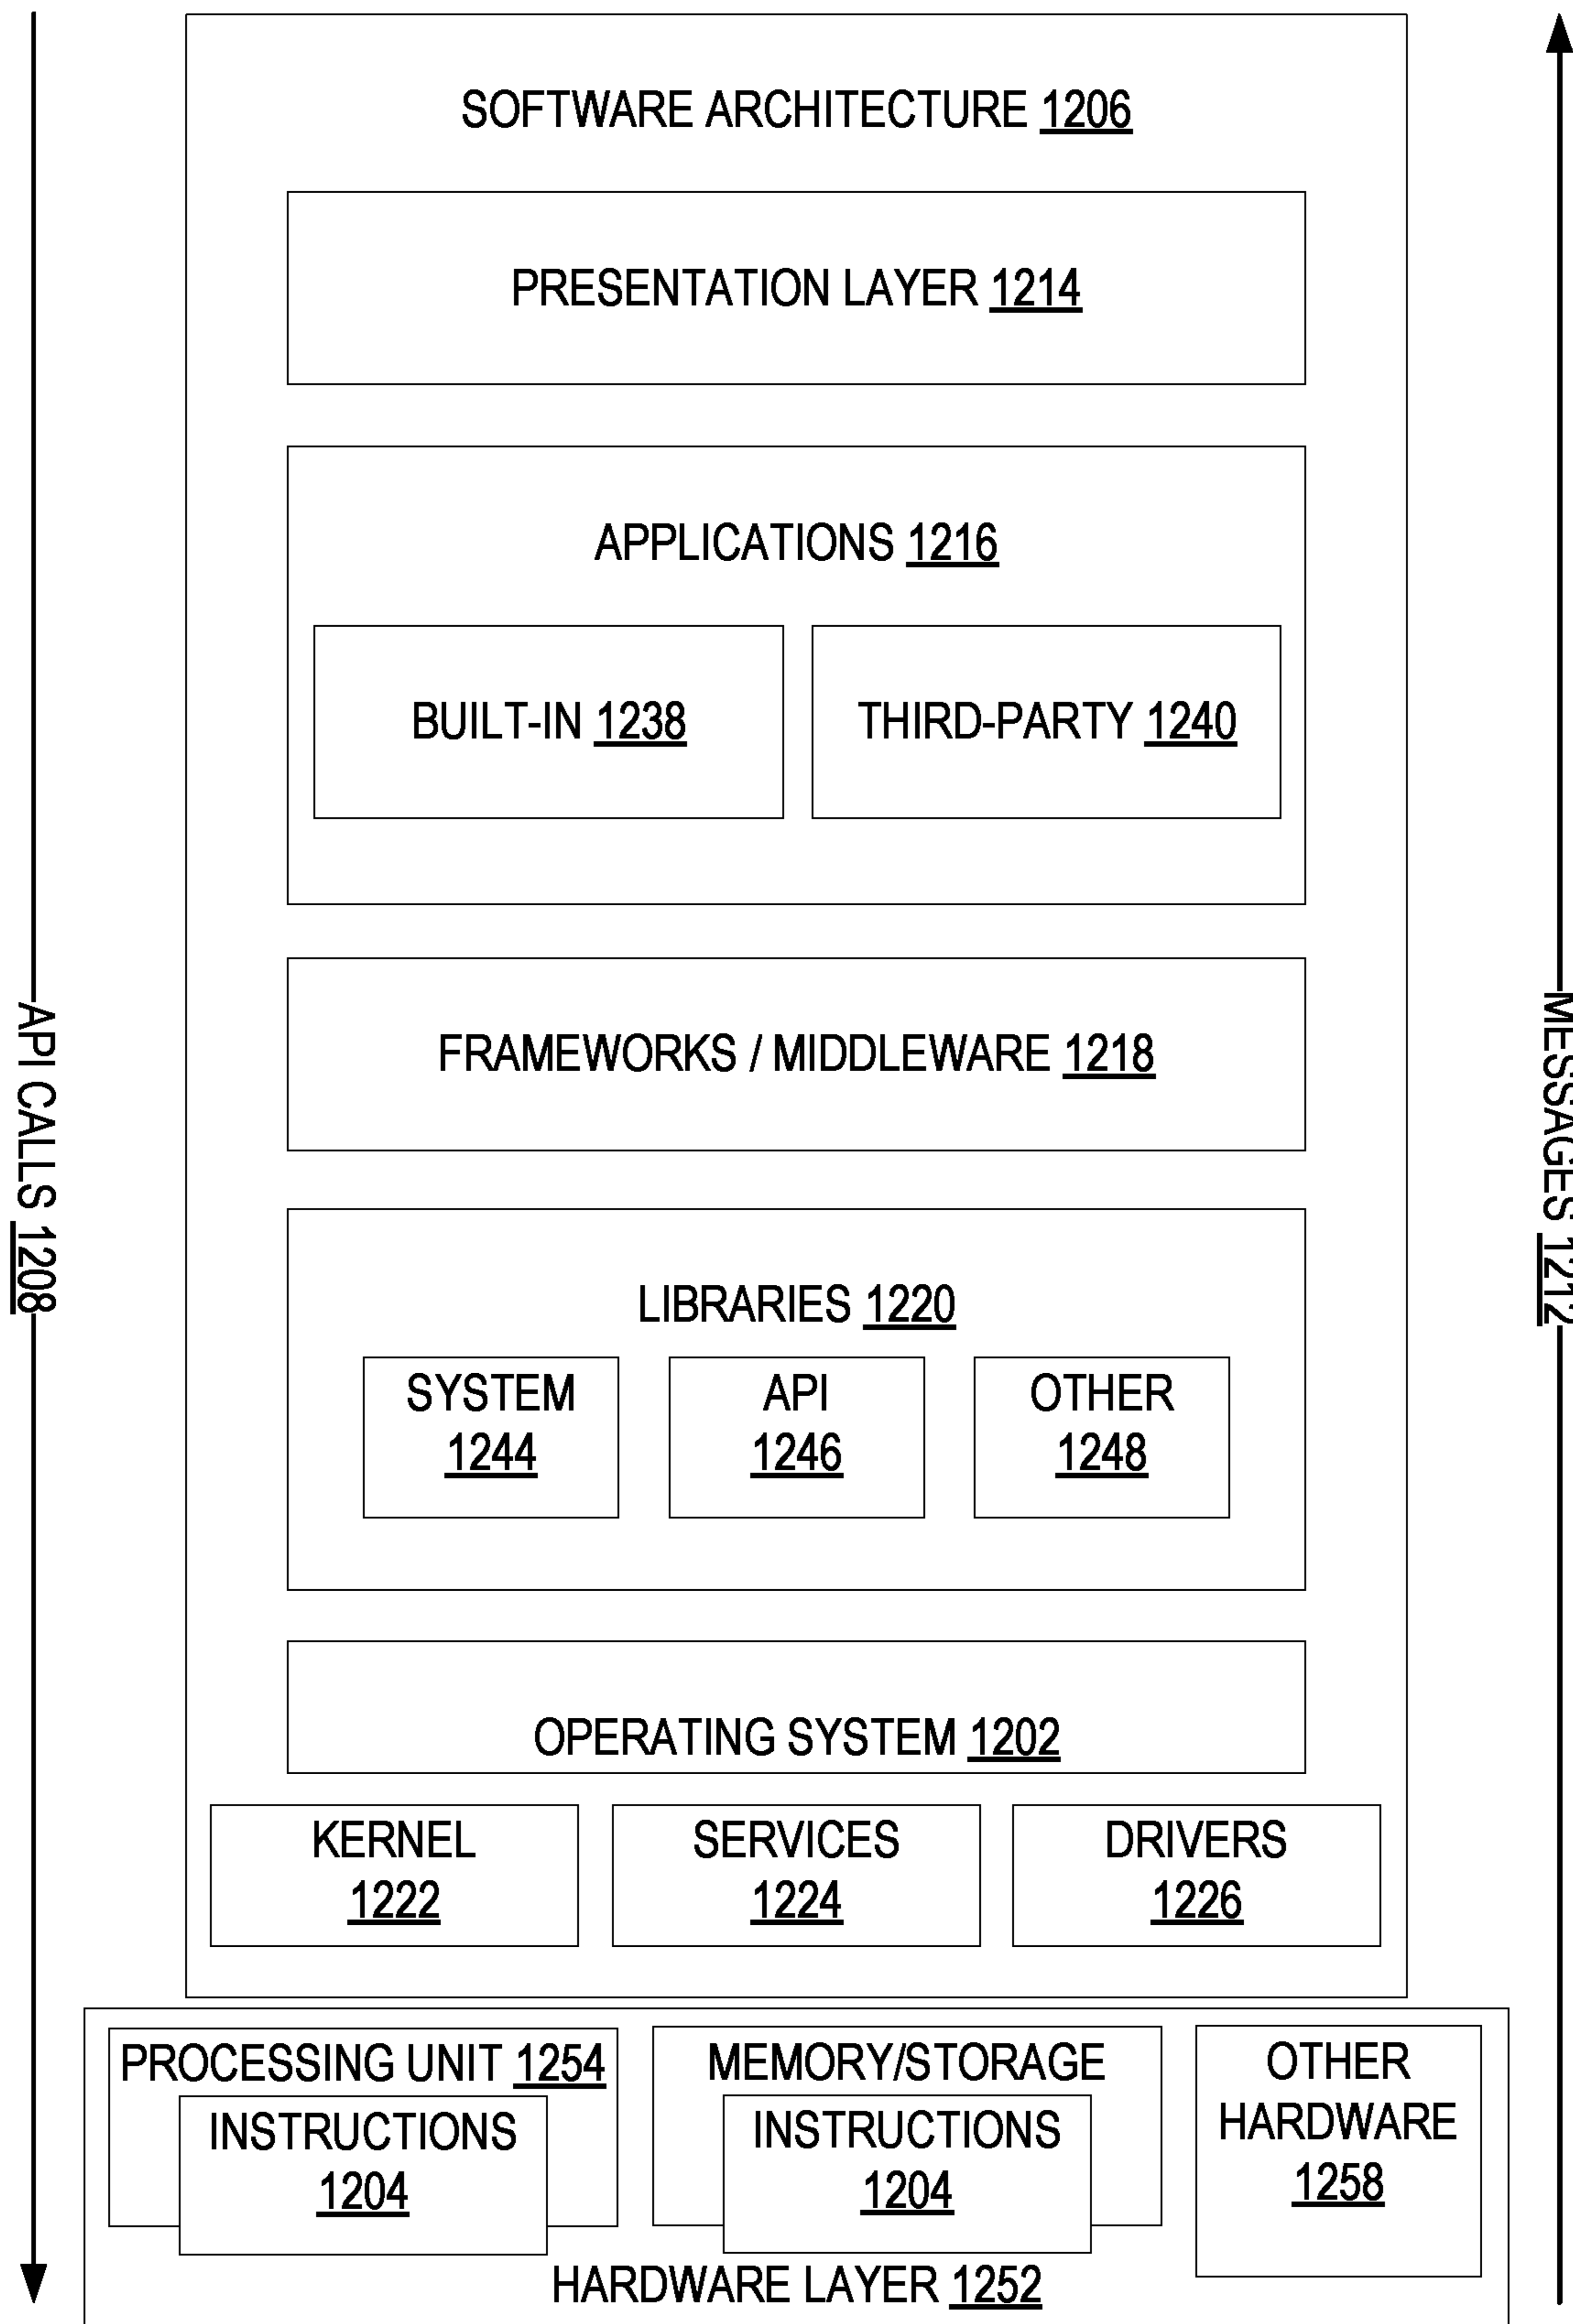 SOFTWARE ARCHITECTURE 1206
PRESENTATION LAYER 1214
APPLICATIONS 1216
BUILT-IN 1238
THIRD-PARTY 1240
FRAMEWORKS / MIDDLEWARE 1218
API CALLS 1208
MESSAGES 1212
LIBRARIES 1220
SYSTEM
1244
API
1246
OTHER
1248
OPERATING SYSTEM 1202
KERNEL
1222
SERVICES
1224
DRIVERS
1226
PROCESSING UNIT 1254
INSTRUCTIONS
1204
MEMORY/STORAGE
INSTRUCTIONS
1204
OTHER
HARDWARE
1258
HARDWARE LAYER 1252